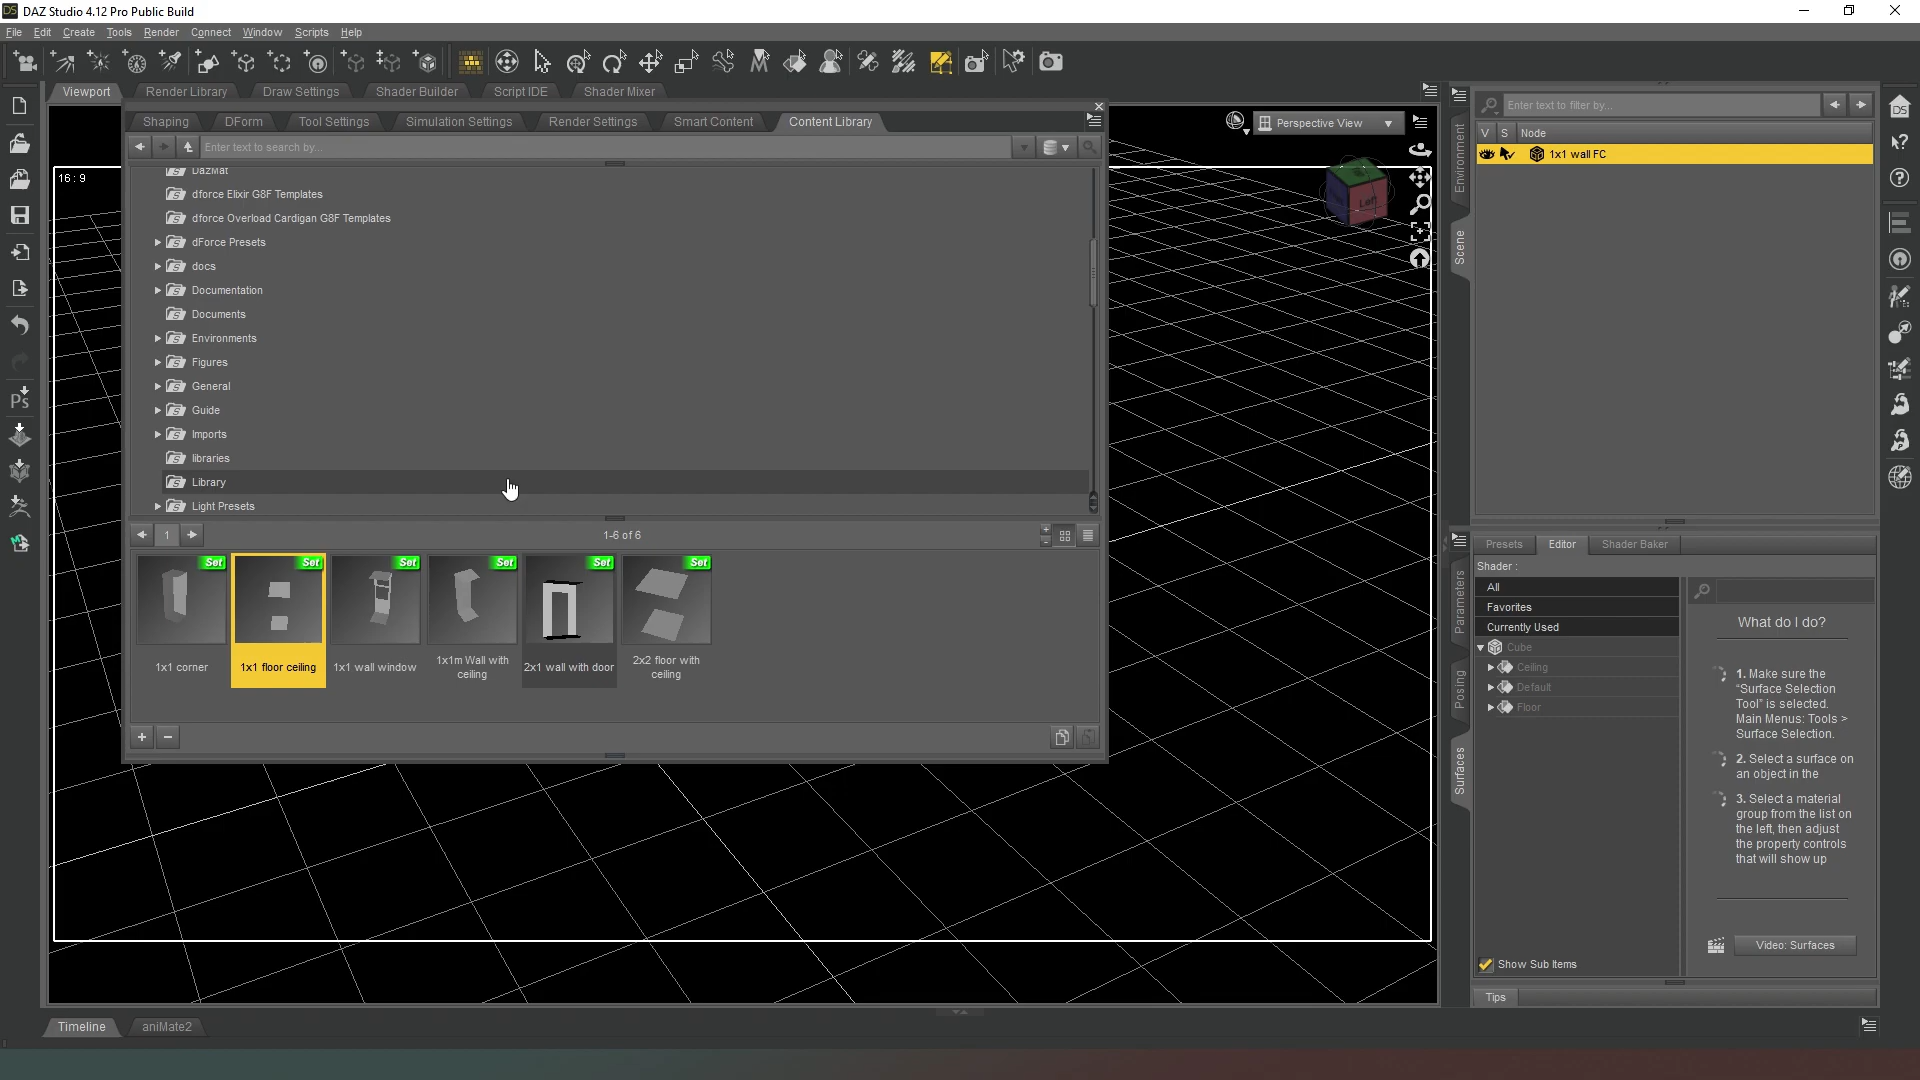 DAZ Studio 4.12 Pro Public Build
File Edit Create Tools Render Connect Window Scripts Help
Viewport Render Library Draw Settings Shader Builder Script IDE Shader Mixer
Shaping DForm Tool Settings Simulation Settings Render Settings Smart Content Content Library
Enter text to search by...
DazMat
dforce Elixir G8F Templates
dforce Overload Cardigan G8F Templates
dForce Presets
docs
Documentation
Documents
Environments
Figures
General
Guide
Imports
libraries
Library
Light Presets
1
1-6 of 6
Set Set Set Set Set Set
1x1 corner
1x1 floor ceiling
1x1 wall window
1x1m Wall with
ceiling
2x1 wall with door
2x2 floor with
ceiling
16 : 9
Perspective View
Left
Enter text to filter by...
V S Node
1x1 wall FC
Environment
Scene
Parameters
Posing
Surfaces
Presets Editor Shader Baker
Shader :
All
Favorites
Currently Used
Cube
Ceiling
Default
Floor
What do I do?
1. Make sure the
"Surface Selection
Tool" is selected.
Main Menus: Tools >
Surface Selection.
2. Select a surface on
an object in the
3. Select a material
group from the list on
the left, then adjust
the property controls
that will show up
Video: Surfaces
Show Sub Items
Tips
Timeline aniMate2
Ps
DS
DS